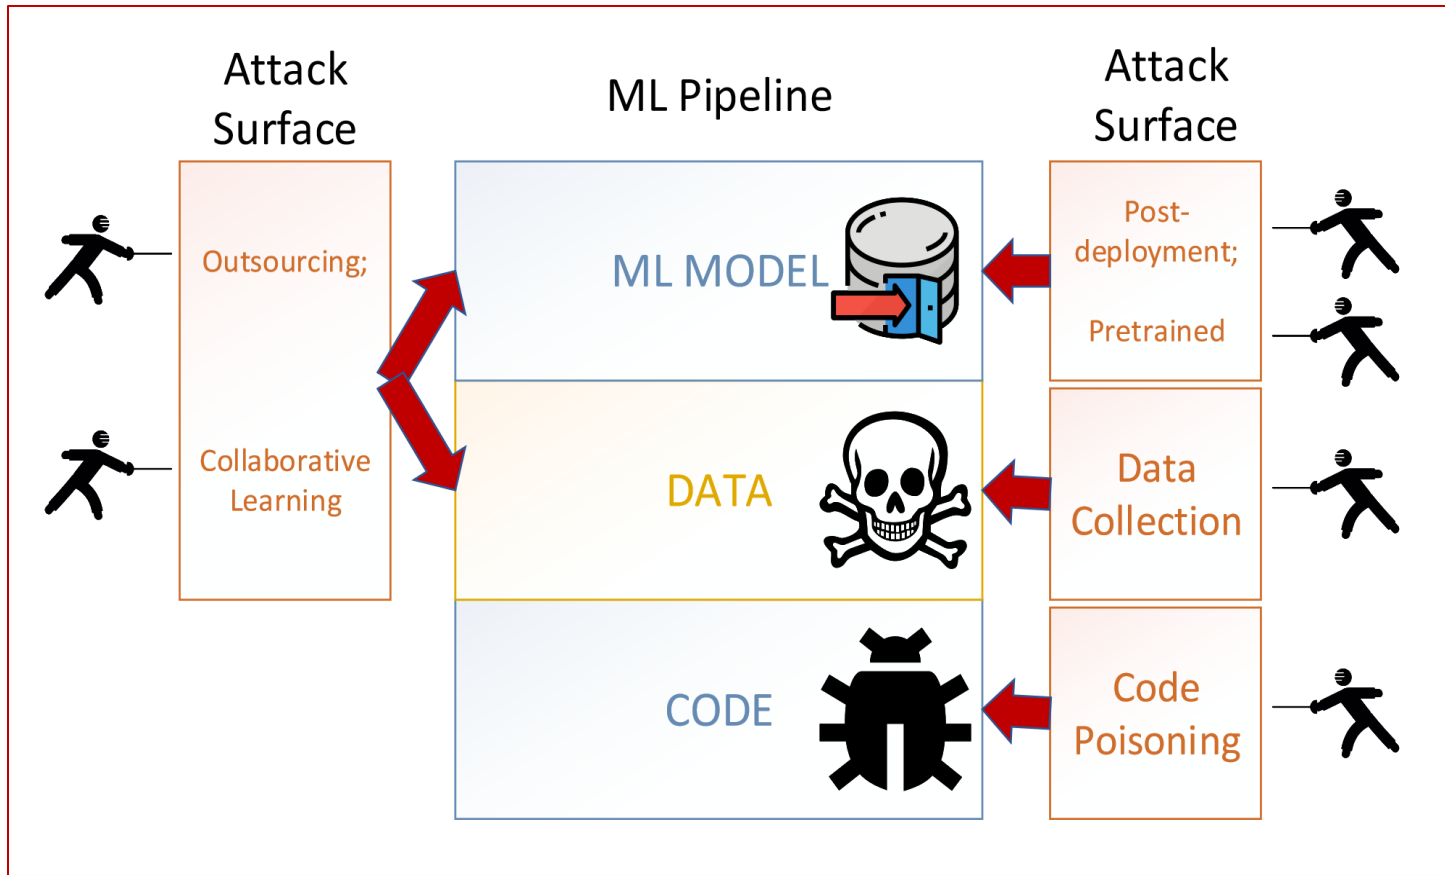 Attack
Surface
ML Pipeline
Attack
Surface
Outsourcing;
Collaborative
Learning
ML MODEL
DATA
CODE
Post-
deployment;
Pretrained
Data
Collection
Code
Poisoning